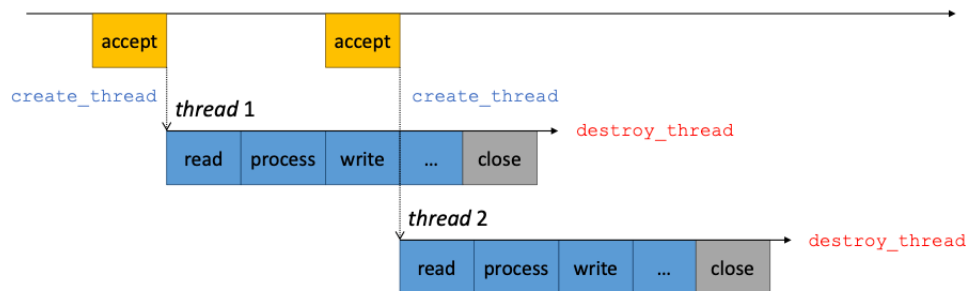 accept accept
create_thread thread 1 create_thread
destroy_thread
read process write ... close
thread 2
destroy_thread
read process write ... close